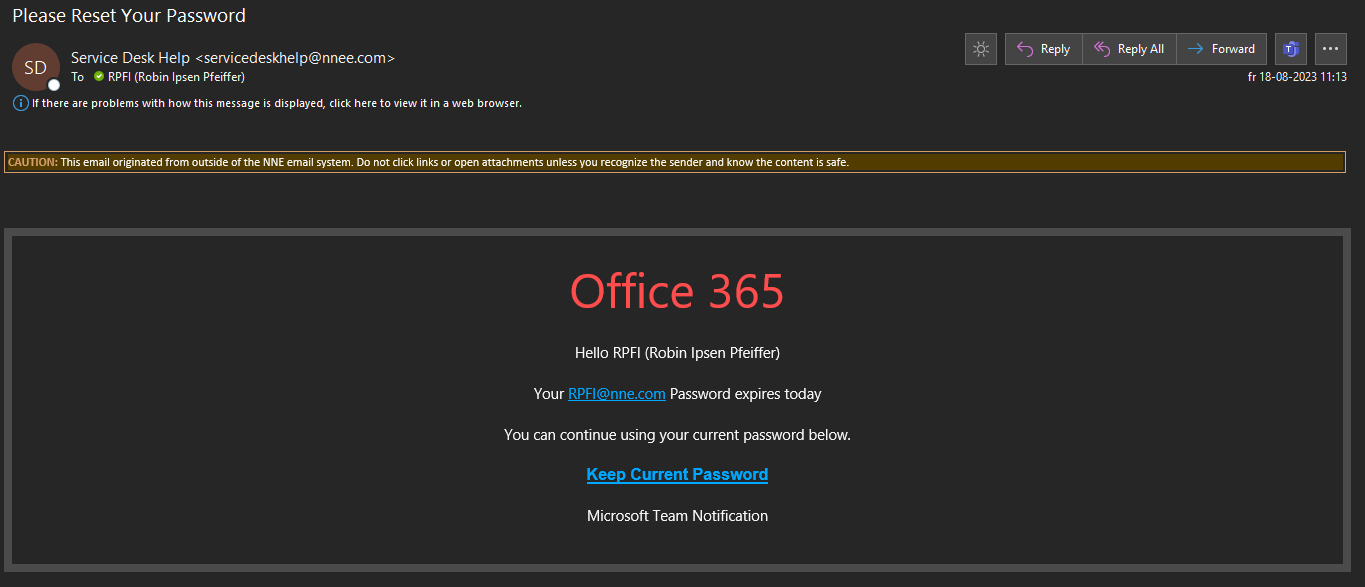 Please Reset Your Password
SD
Service Desk Help <servicedeskhelp@nnee.com>
To RPFI (Robin Ipsen Pfeiffer)
Reply
Reply All
Forward
fr 18-08-2023 11:13
If there are problems with how this message is displayed, click here to view it in a web browser.
CAUTION: This email originated from outside of the NNE email system. Do not click links or open attachments unless you recognize the sender and know the content is safe.
Office 365
Hello RPFI (Robin Ipsen Pfeiffer)
Your RPFI@nne.com Password expires today
You can continue using your current password below.
Keep Current Password
Microsoft Team Notification